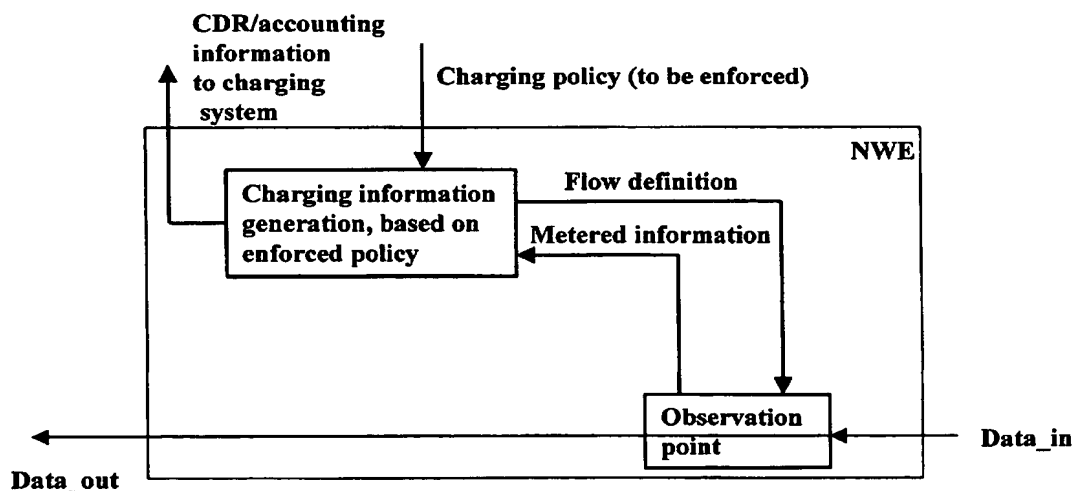 CDR/accounting
information
to charging
system
Charging policy (to be enforced)
NWE
Charging information
generation, based on
enforced policy
Flow definition
Metered information
Observation
point
Data_in
Data_out